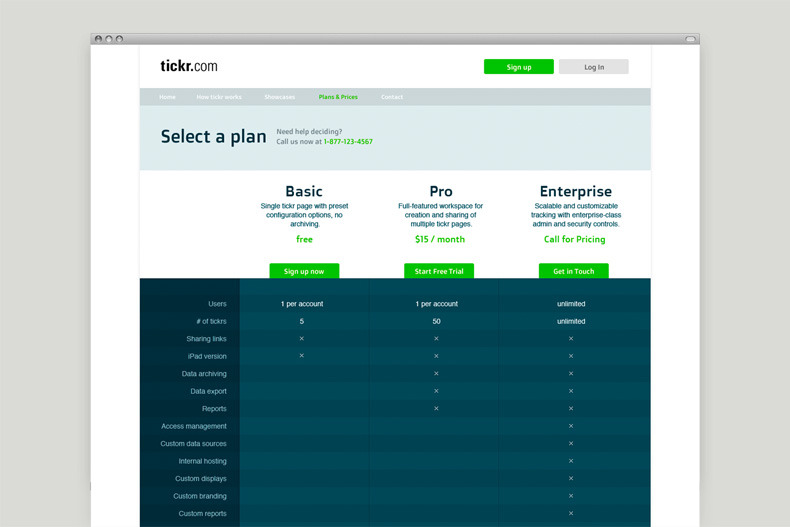 tickr.com
Sign up
Log In
Home How tickr works Showcases Plans & Prices Contact
Select a plan
Need help deciding?
Call us now at 1-877-123-4567
Basic
Single tickr page with preset
configuration options, no
archiving.
free
Sign up now
Pro
Full-featured workspace for
creation and sharing of
multiple tickr pages.
$15 / month
Start Free Trial
Enterprise
Scalable and customizable
tracking with enterprise-class
admin and security controls.
Call for Pricing
Get in Touch
Users 1 per account 1 per account unlimited
# of tickrs 5 50 unlimited
Sharing links × × ×
iPad version × × ×
Data archiving × ×
Data export × ×
Reports × ×
Access management ×
Custom data sources ×
Internal hosting ×
Custom displays ×
Custom branding ×
Custom reports ×